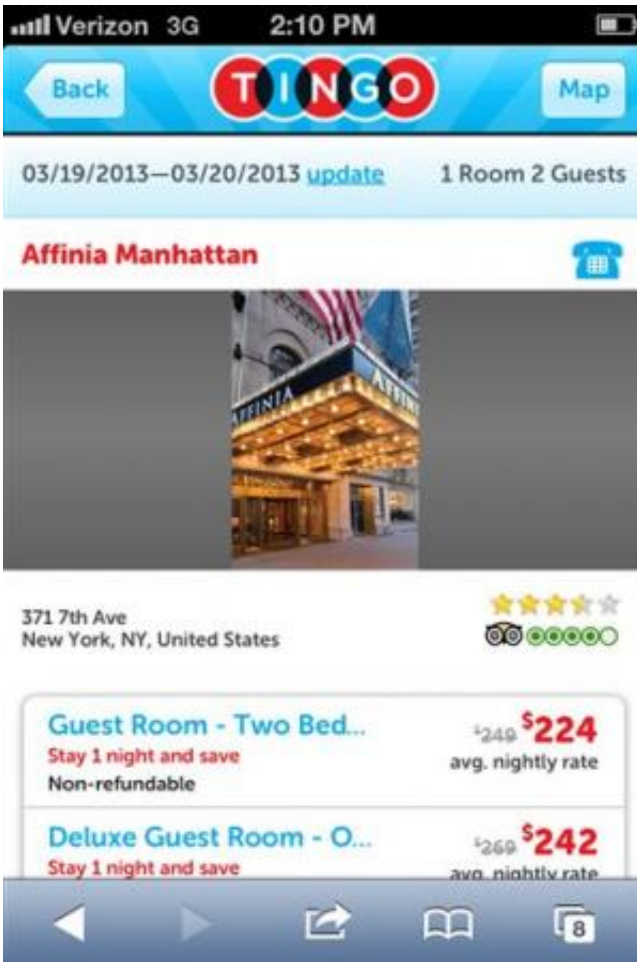 Verizon 3G 2:10 PM
Back TINGO Map
03/19/2013—03/20/2013 update 1 Room 2 Guests
Affinia Manhattan
AFFINIA AFFINI
371 7th Ave
New York, NY, United States
Guest Room - Two Bed... $249 $224
Stay 1 night and save avg. nightly rate
Non-refundable
Deluxe Guest Room - O... $269 $242
Stay 1 night and save avg. nightly rate
8